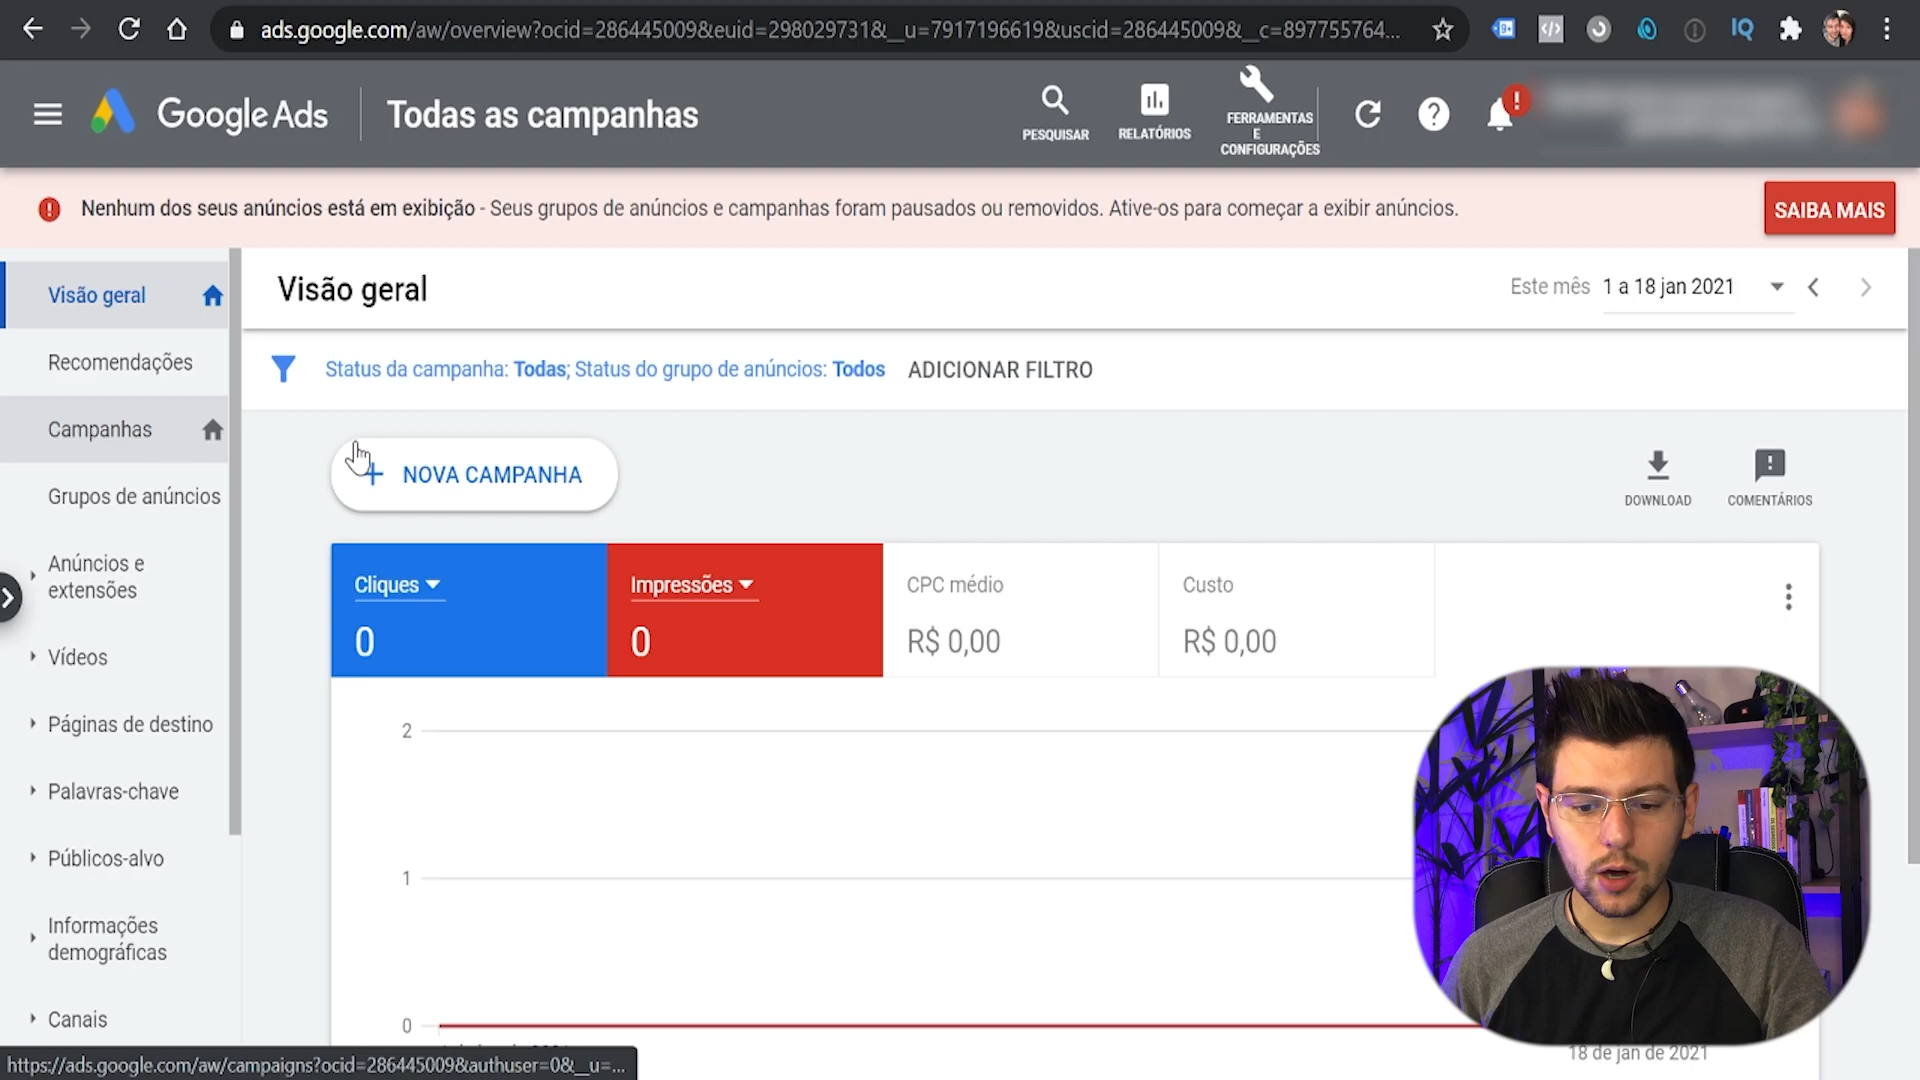 ads.google.com/aw/overview?ocid=286445009&euid=298029731&__u=7917196619&uscid=286445009&__c=897755764...
IQ
Google Ads
Todas as campanhas
PESQUISAR
RELATÓRIOS
FERRAMENTAS
E
CONFIGURAÇÕES
Nenhum dos seus anúncios está em exibição - Seus grupos de anúncios e campanhas foram pausados ou removidos. Ative-os para começar a exibir anúncios.
SAIBA MAIS
Visão geral
Recomendações
Campanhas
Grupos de anúncios
Anúncios e
extensões
Vídeos
Páginas de destino
Palavras-chave
Públicos-alvo
Informações
demográficas
Canais
Visão geral
Este mês 1 a 18 jan 2021
Status da campanha: Todas; Status do grupo de anúncios: Todos ADICIONAR FILTRO
+ NOVA CAMPANHA
DOWNLOAD
COMENTÁRIOS
Cliques
0
Impressões
0
CPC médio
R$ 0,00
Custo
R$ 0,00
2
1
0
18 de jan de 2021
https://ads.google.com/aw/campaigns?ocid=286445009&authuser=0&__u=...